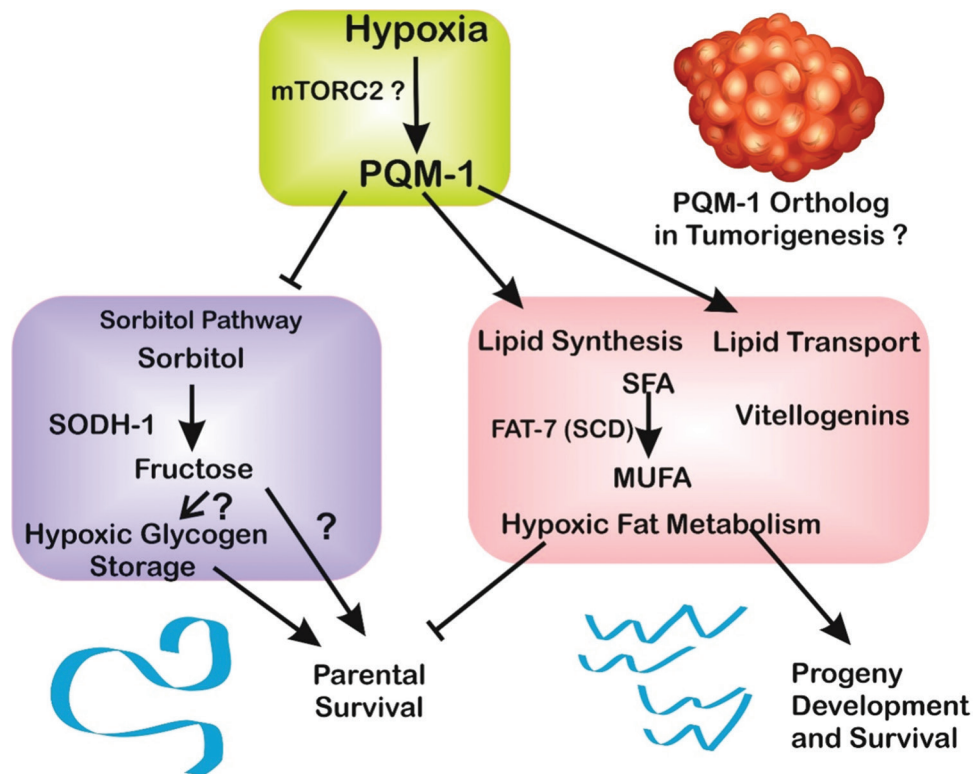 Hypoxia
mTORC2 ?
PQM-1
PQM-1 Ortholog
in Tumorigenesis ?
Sorbitol Pathway
Sorbitol
SODH-1
Fructose
?
Hypoxic Glycogen
Storage
?
Lipid Synthesis
Lipid Transport
SFA
FAT-7 (SCD)
MUFA
Vitellogenins
Hypoxic Fat Metabolism
Parental
Survival
Progeny
Development
and Survival